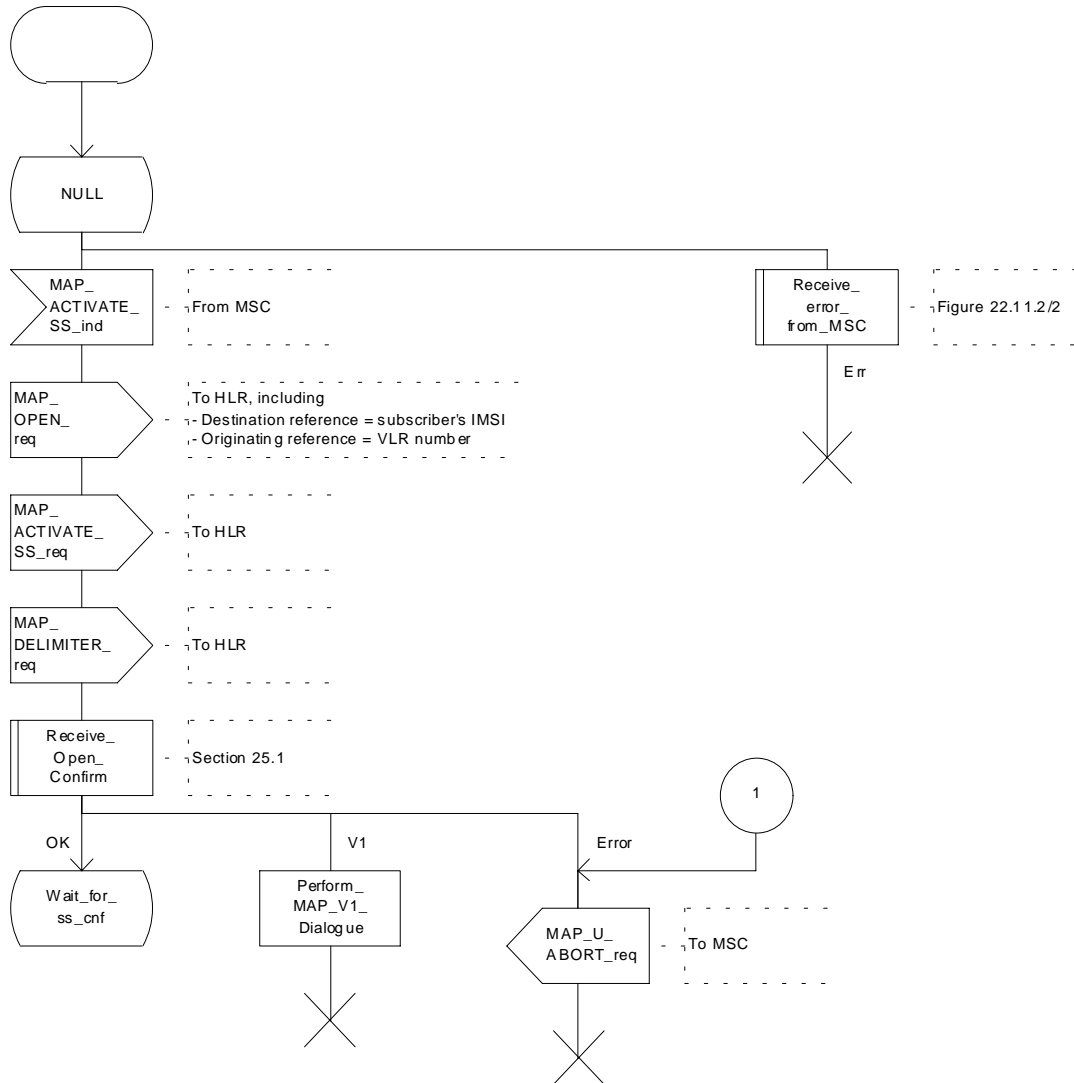 NULL
MAP_
ACTIVATE_
SS_ind
From MSC
Receive_
error_
from_MSC
Figure 22.11.2/2
Err
MAP_
OPEN_
req
To HLR, including
- Destination reference = subscriber's IMSI
- Originating reference = VLR number
MAP_
ACTIVATE_
SS_req
To HLR
MAP_
DELIMITER_
req
To HLR
Receive_
Open_
Confirm
Section 25.1
1
OK
V1
Error
Wait_for_
ss_cnf
Perform_
MAP_V1_
Dialogue
MAP_U_
ABORT_req
To MSC